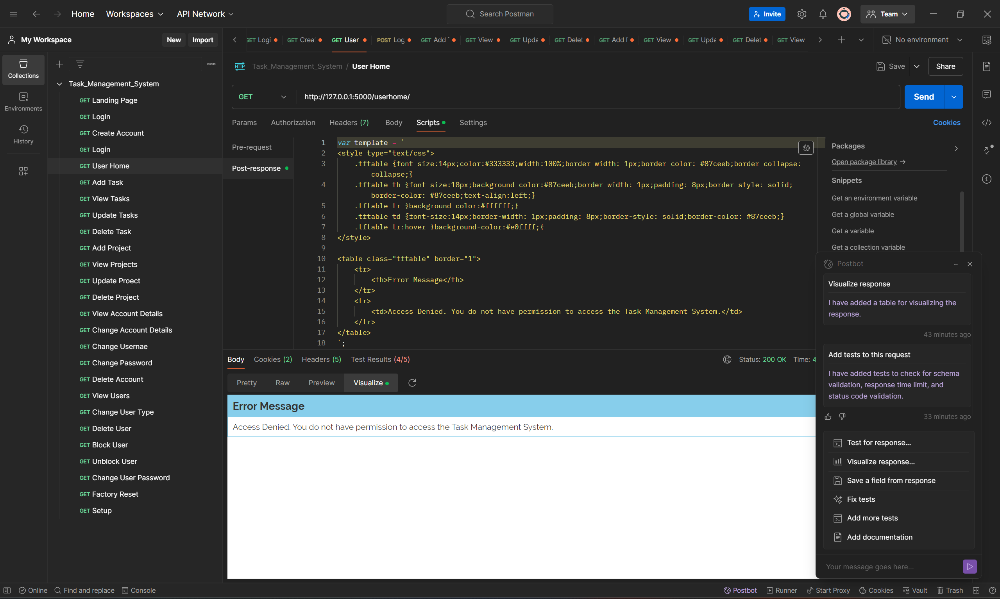 Home Workspaces API Network Search Postman Invite Team
My Workspace New Import
GET Logi GET Creat GET User POST Log GET Add GET View GET Upda GET Delet GET Add GET View GET Upda GET Delet GET View No environment
Collections
Environments
History
Task_Management_System
GET Landing Page
GET Login
GET Create Account
GET Login
GET User Home
GET Add Task
GET View Tasks
GET Update Tasks
GET Delete Task
GET Add Project
GET View Projects
GET Update Proect
GET Delete Project
GET View Account Details
GET Change Account Details
GET Change Usernae
GET Change Password
GET Delete Account
GET View Users
GET Change User Type
GET Delete User
GET Block User
GET Unblock User
GET Change User Password
GET Factory Reset
GET Setup
HTTP Task_Management_System / User Home Save Share
GET http://127.0.0.1:5000/userhome/ Send
Params Authorization Headers (7) Body Scripts Settings Cookies
Pre-request
Post-response
1 var template = `
2 <style type="text/css">
3 .tftable {font-size:14px;color:#333333;width:100%;border-width: 1px;border-color: #87ceeb;border-collapse:
collapse;}
4 .tftable th {font-size:18px;background-color:#87ceeb;border-width: 1px;padding: 8px;border-style: solid;
border-color: #87ceeb;text-align:left;}
5 .tftable tr {background-color:#ffffff;}
6 .tftable td {font-size:14px;border-width: 1px;padding: 8px;border-style: solid;border-color: #87ceeb;}
7 .tftable tr:hover {background-color:#e0ffff;}
8 </style>
9
10 <table class="tftable" border="1">
11 <tr>
12 <th>Error Message</th>
13 </tr>
14 <tr>
15 <td>Access Denied. You do not have permission to access the Task Management System.</td>
16 </tr>
17 </table>
18 `;
Packages
Open package library →
Snippets
Get an environment variable
Get a global variable
Get a variable
Get a collection variable
Body Cookies (2) Headers (5) Test Results (4/5) Status: 200 OK Time: 4
Pretty Raw Preview Visualize
Error Message
Access Denied. You do not have permission to access the Task Management System.
Postbot
Visualize response
I have added a table for visualizing the
response.
43 minutes ago
Add tests to this request
I have added tests to check for schema
validation, response time limit, and
status code validation.
33 minutes ago
Test for response...
Visualize response...
Save a field from response
Fix tests
Add more tests
Add documentation
Your message goes here...
Online Find and replace Console Postbot Runner Start Proxy Cookies Vault Trash